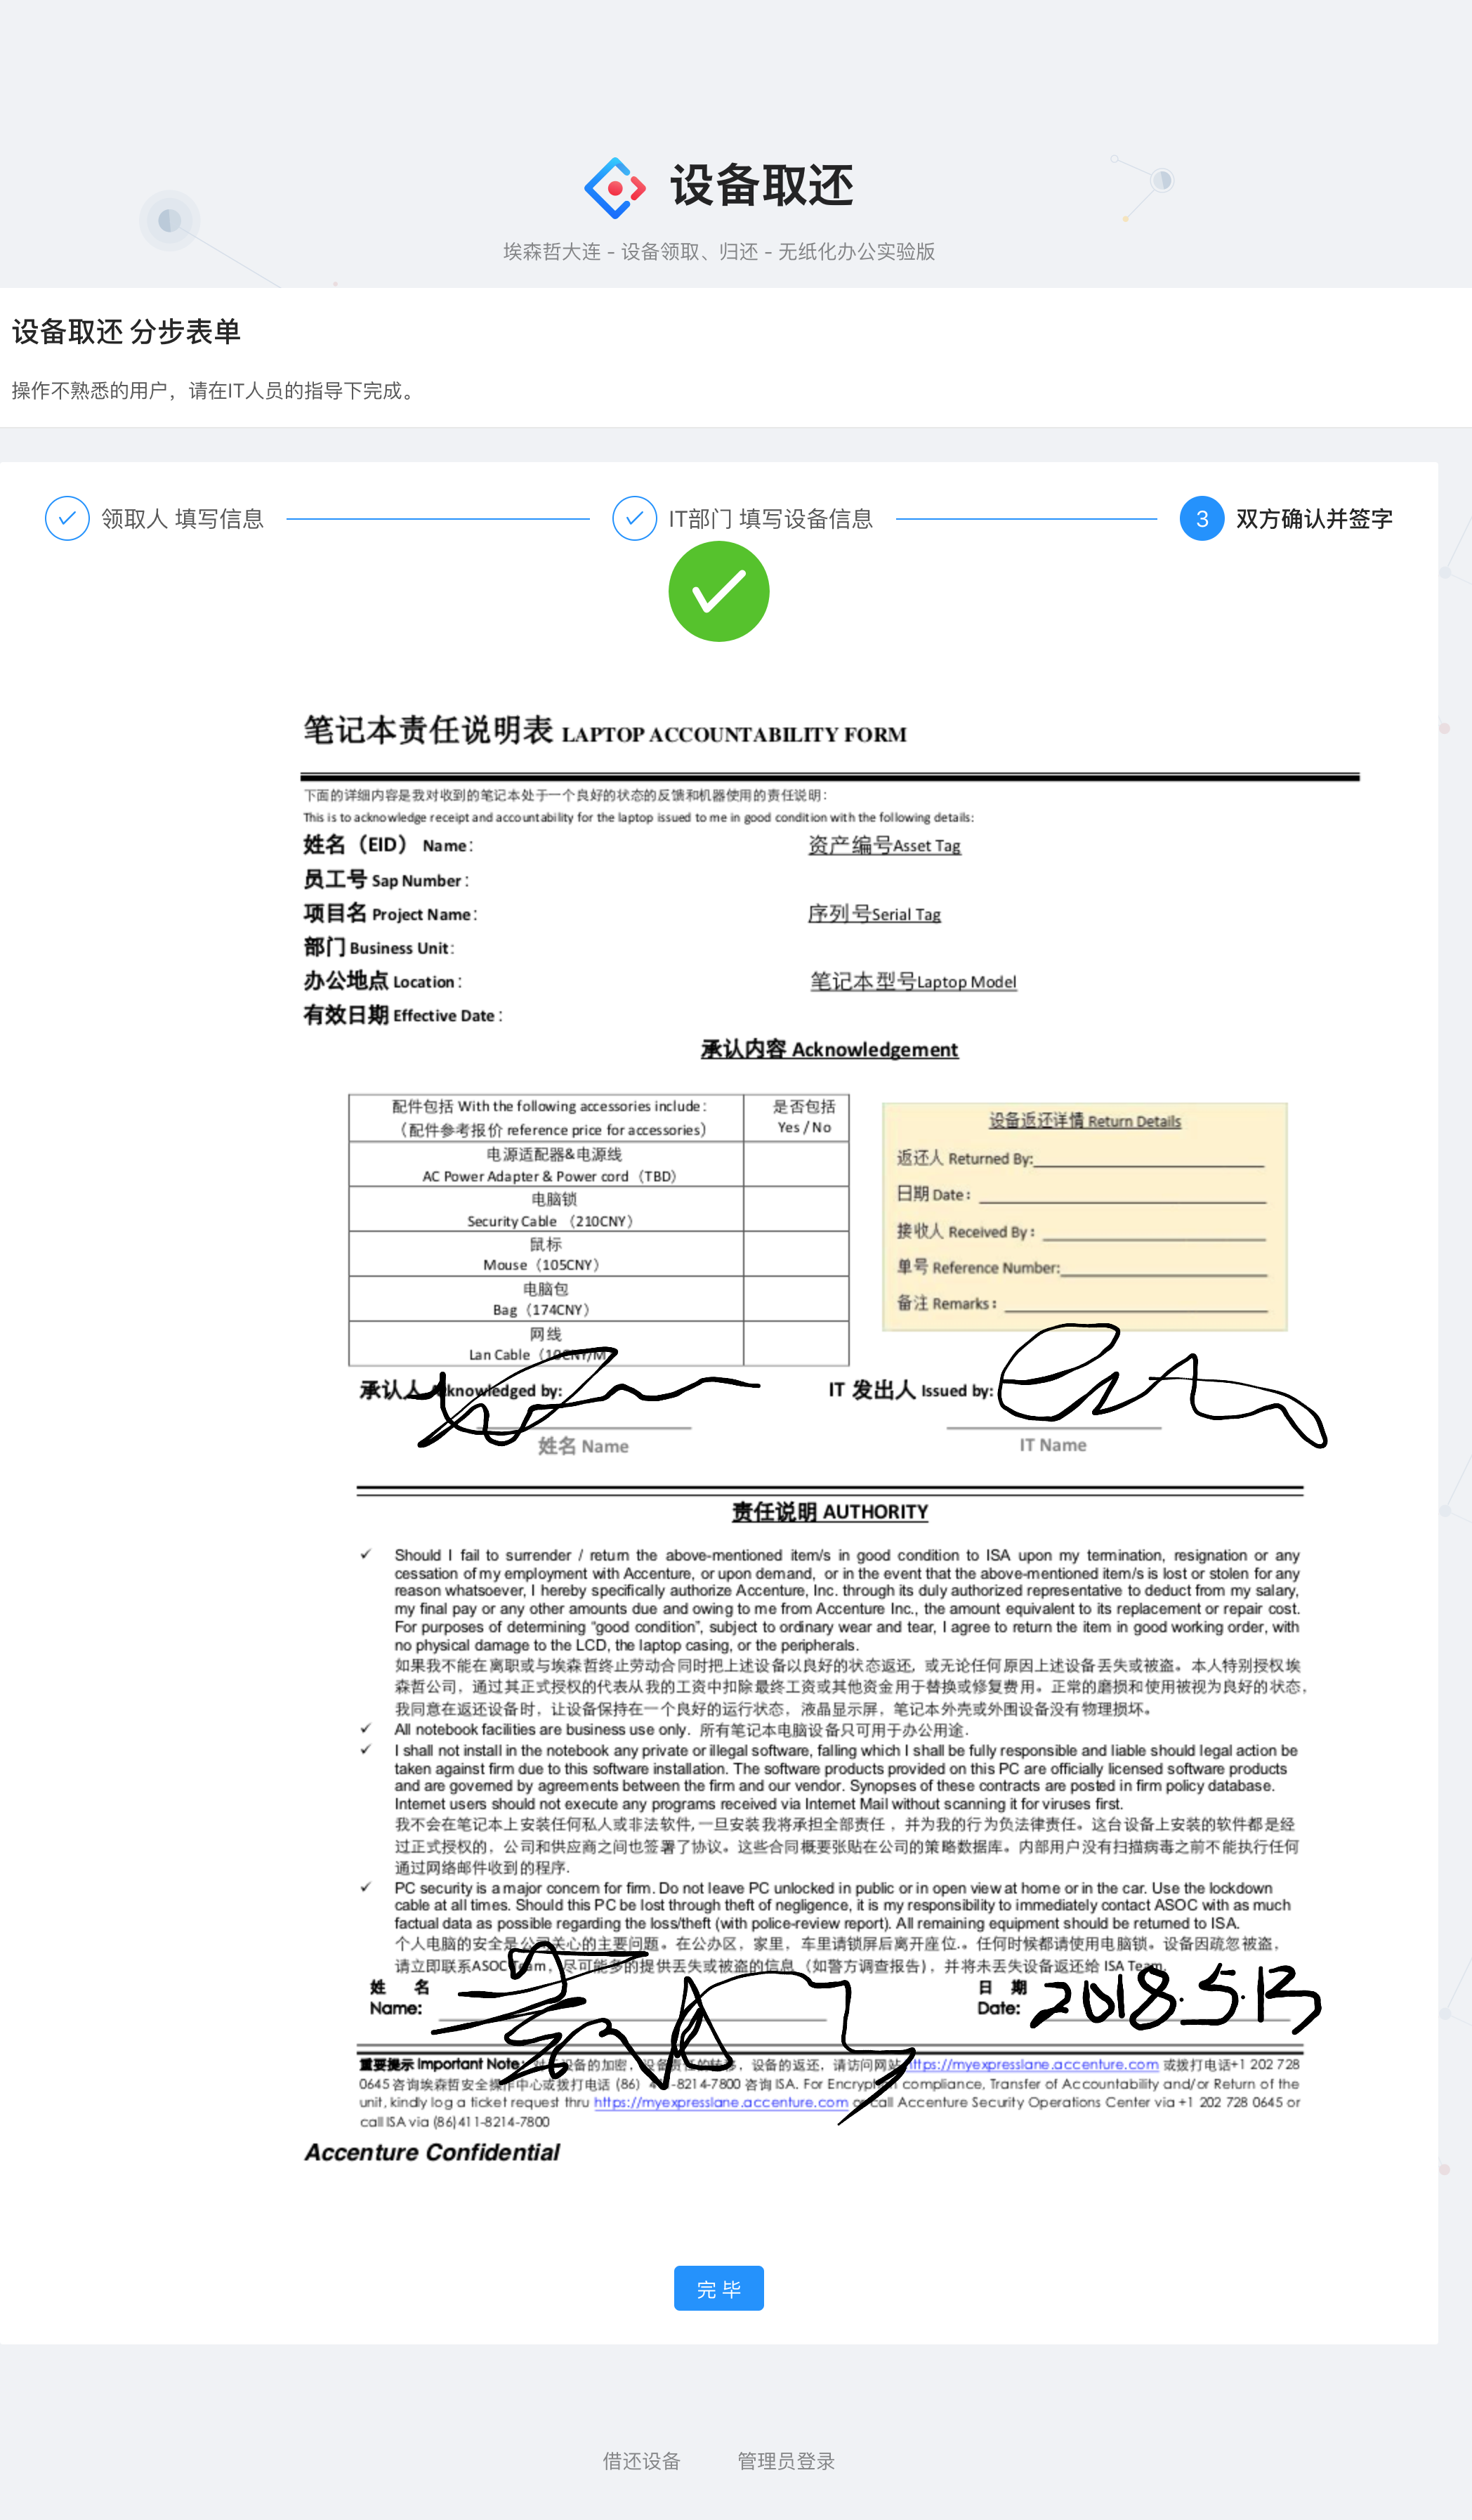 设备取还
埃森哲大连 - 设备领取、归还 - 无纸化办公实验版
设备取还 分步表单
操作不熟悉的用户，请在IT人员的指导下完成。
领取人 填写信息
IT部门 填写设备信息
3 双方确认并签字
笔记本责任说明表 LAPTOP ACCOUNTABILITY FORM
下面的详细内容是我对收到的笔记本处于一个良好的状态的反馈和机器使用的责任说明：
This is to acknowledge receipt and accountability for the laptop issued to me in good condition with the following details:
姓名（EID） Name： 资产编号Asset Tag
员工号 Sap Number：
项目名 Project Name： 序列号Serial Tag
部门 Business Unit：
办公地点 Location： 笔记本型号Laptop Model
有效日期 Effective Date：
承认内容 Acknowledgement
配件包括 With the following accessories include：
（配件参考报价 reference price for accessories）
是否包括
Yes / No
电源适配器&电源线
AC Power Adapter & Power cord（TBD）
电脑锁
Security Cable （210CNY）
鼠标
Mouse（105CNY）
电脑包
Bag（174CNY）
网线
Lan Cable（10CNY/M
设备返还详情 Return Details
返还人 Returned By:
日期 Date：
接收人 Received By：
单号 Reference Number:
备注 Remarks：
承认人 Acknowledged by:
IT 发出人 Issued by:
姓名 Name
IT Name
责任说明 AUTHORITY
✓ Should I fail to surrender / return the above-mentioned item/s in good condition to ISA upon my termination, resignation or any
cessation of my employment with Accenture, or upon demand, or in the event that the above-mentioned item/s is lost or stolen for any
reason whatsoever, I hereby specifically authorize Accenture, Inc. through its duly authorized representative to deduct from my salary,
my final pay or any other amounts due and owing to me from Accenture Inc., the amount equivalent to its replacement or repair cost.
For purposes of determining “good condition”, subject to ordinary wear and tear, I agree to return the item in good working order, with
no physical damage to the LCD, the laptop casing, or the peripherals.
如果我不能在离职或与埃森哲终止劳动合同时把上述设备以良好的状态返还，或无论任何原因上述设备丢失或被盗。本人特别授权埃
森哲公司，通过其正式授权的代表从我的工资中扣除最终工资或其他资金用于替换或修复费用。正常的磨损和使用被视为良好的状态，
我同意在返还设备时，让设备保持在一个良好的运行状态，液晶显示屏，笔记本外壳或外围设备没有物理损坏。
✓ All notebook facilities are business use only. 所有笔记本电脑设备只可用于办公用途.
✓ I shall not install in the notebook any private or illegal software, falling which I shall be fully responsible and liable should legal action be
taken against firm due to this software installation. The software products provided on this PC are officially licensed software products
and are governed by agreements between the firm and our vendor. Synopses of these contracts are posted in firm policy database.
Internet users should not execute any programs received via Internet Mail without scanning it for viruses first.
我不会在笔记本上安装任何私人或非法软件，一旦安装我将承担全部责任，并为我的行为负法律责任。这台设备上安装的软件都是经
过正式授权的，公司和供应商之间也签署了协议。这些合同概要张贴在公司的策略数据库。内部用户没有扫描病毒之前不能执行任何
通过网络邮件收到的程序.
✓ PC security is a major concern for firm. Do not leave PC unlocked in public or in open view at home or in the car. Use the lockdown
cable at all times. Should this PC be lost through theft of negligence, it is my responsibility to immediately contact ASOC with as much
factual data as possible regarding the loss/theft (with police-review report). All remaining equipment should be returned to ISA.
个人电脑的安全是公司关心的主要问题。在公办区，家里，车里请锁屏后离开座位.。任何时候都请使用电脑锁。设备因疏忽被盗，
请立即联系ASOC Team，尽可能多的提供丢失或被盗的信息（如警方调查报告），并将未丢失设备返还给 ISA Team.
姓 名
Name:
日 期
Date: 2018.5.13
重要提示 Important Note: 对于设备的加密，设备责任的转移，设备的返还，请访问网站 https://myexpresslane.accenture.com 或拨打电话+1 202 728
0645 咨询埃森哲安全操作中心或拨打电话 (86) 411-8214-7800 咨询 ISA. For Encryption compliance, Transfer of Accountability and/or Return of the
unit, kindly log a ticket request thru https://myexpresslane.accenture.com or call Accenture Security Operations Center via +1 202 728 0645 or
call ISA via (86)411-8214-7800
Accenture Confidential
完 毕
借还设备 管理员登录